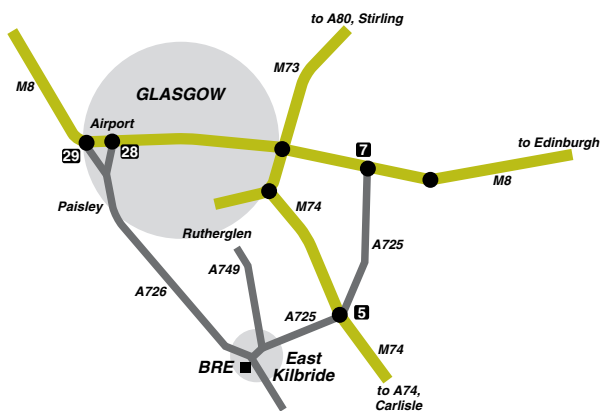 to A80, Stirling
M73
GLASGOW
M8
Airport
29
28
7
to Edinburgh
M8
Paisley
M74
Rutherglen
A749
A725
A726
A725
5
M74
BRE
East
Kilbride
to A74,
Carlisle